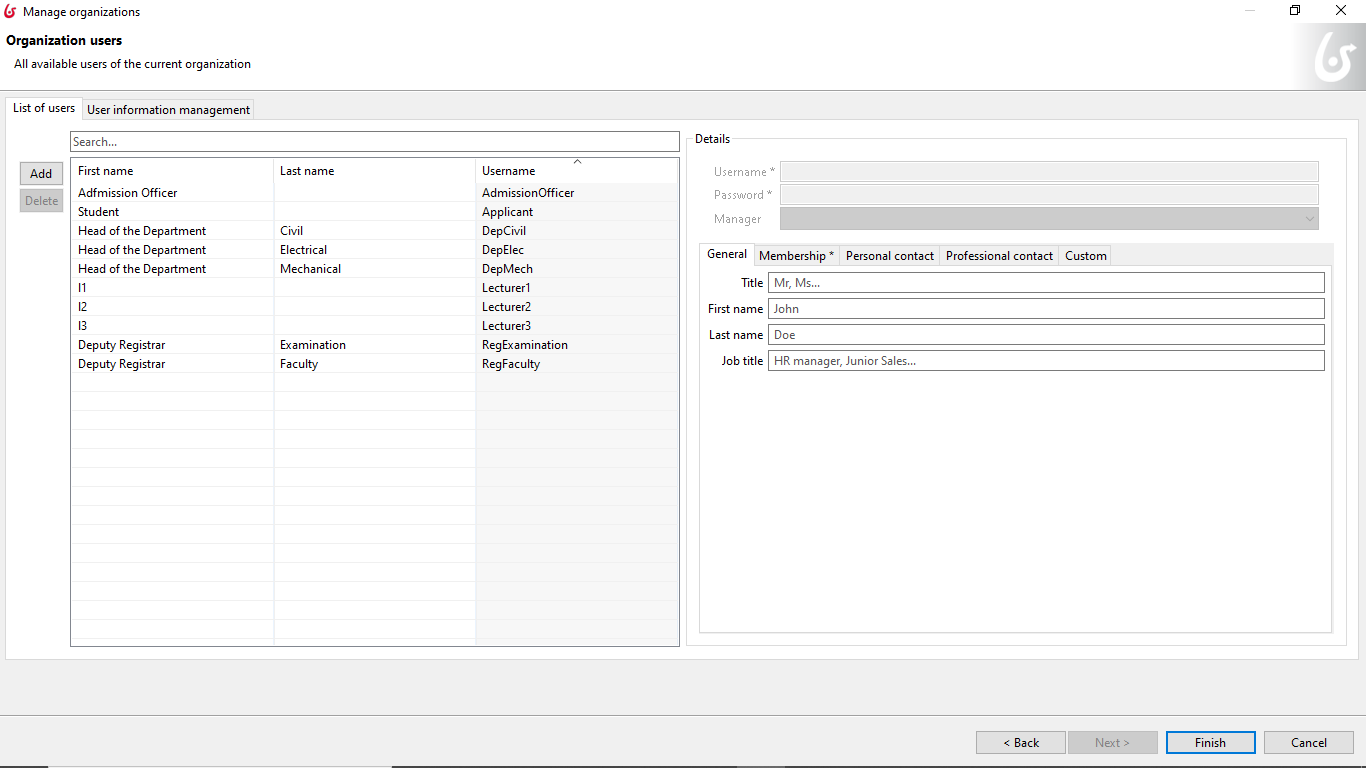 Manage organizations
Organization users
All available users of the current organization
List of users
User information management
Search...
Add
Delete
First name Last name Username
Adfmission Officer AdmissionOfficer
Student Applicant
Head of the Department Civil DepCivil
Head of the Department Electrical DepElec
Head of the Department Mechanical DepMech
l1 Lecturer1
l2 Lecturer2
l3 Lecturer3
Deputy Registrar Examination RegExamination
Deputy Registrar Faculty RegFaculty
Details
Username *
Password *
Manager
General Membership * Personal contact Professional contact Custom
Title Mr, Ms...
First name John
Last name Doe
Job title HR manager, Junior Sales...
< Back Next > Finish Cancel